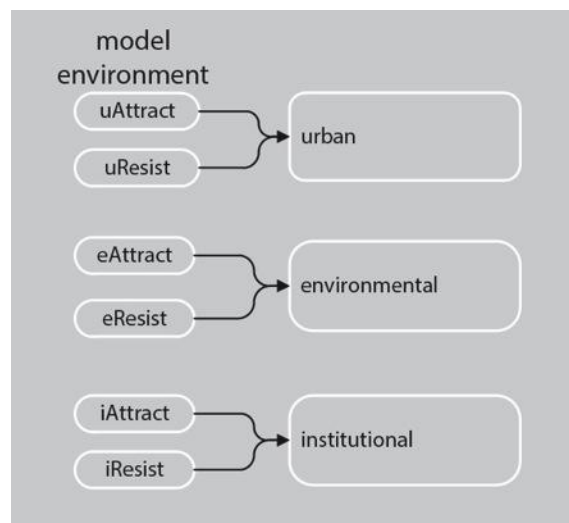 model
environment
uAttract
urban
uResist
eAttract
environmental
eResist
iAttract
institutional
iResist